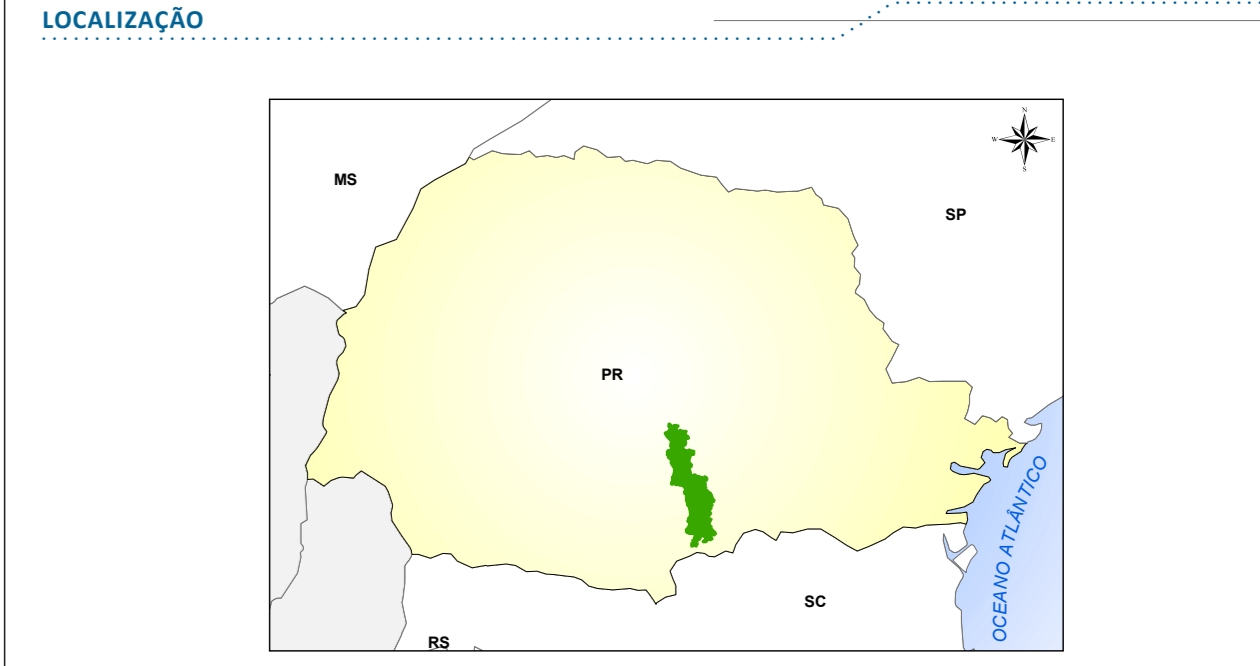 LOCALIZAÇÃO
N
W
E
S
MS
SP
PR
OCEANO ATLÂNTICO
SC
RS